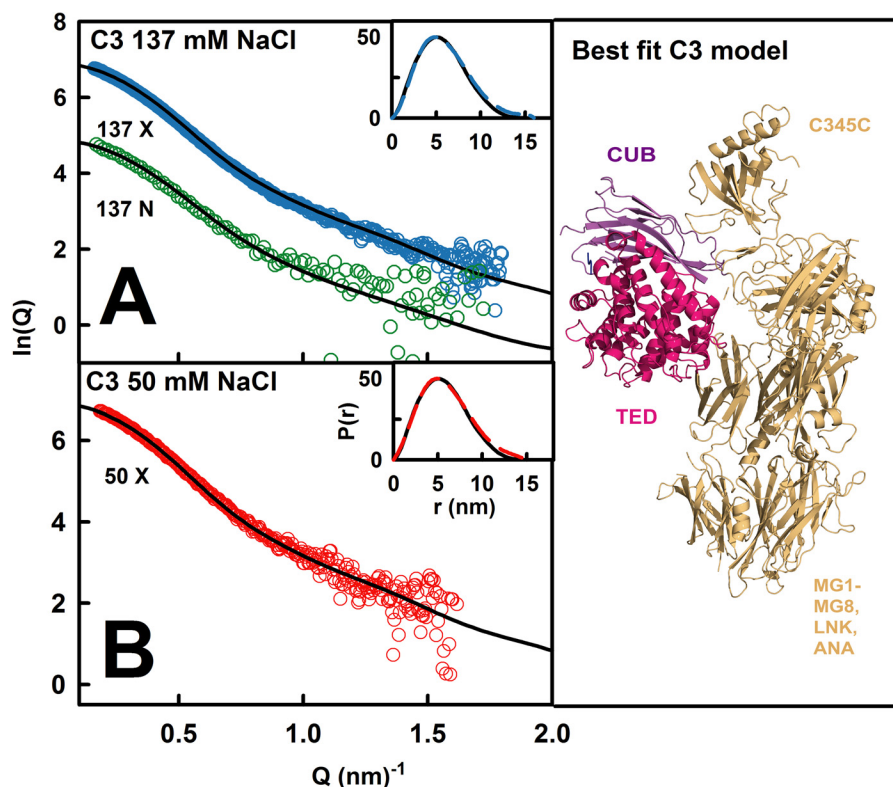 C3 137 mM NaCl
8
6
4
2
0
137 X
137 N
A
50
0
0
5
10
15
ln(Q)
C3 50 mM NaCl
6
4
2
0
50 X
B
P(r)
50
0
0
5
10
15
r (nm)
0.5
1.0
1.5
2.0
Q (nm)-1
Best fit C3 model
C345C
CUB
TED
MG1-
MG8,
LNK,
ANA